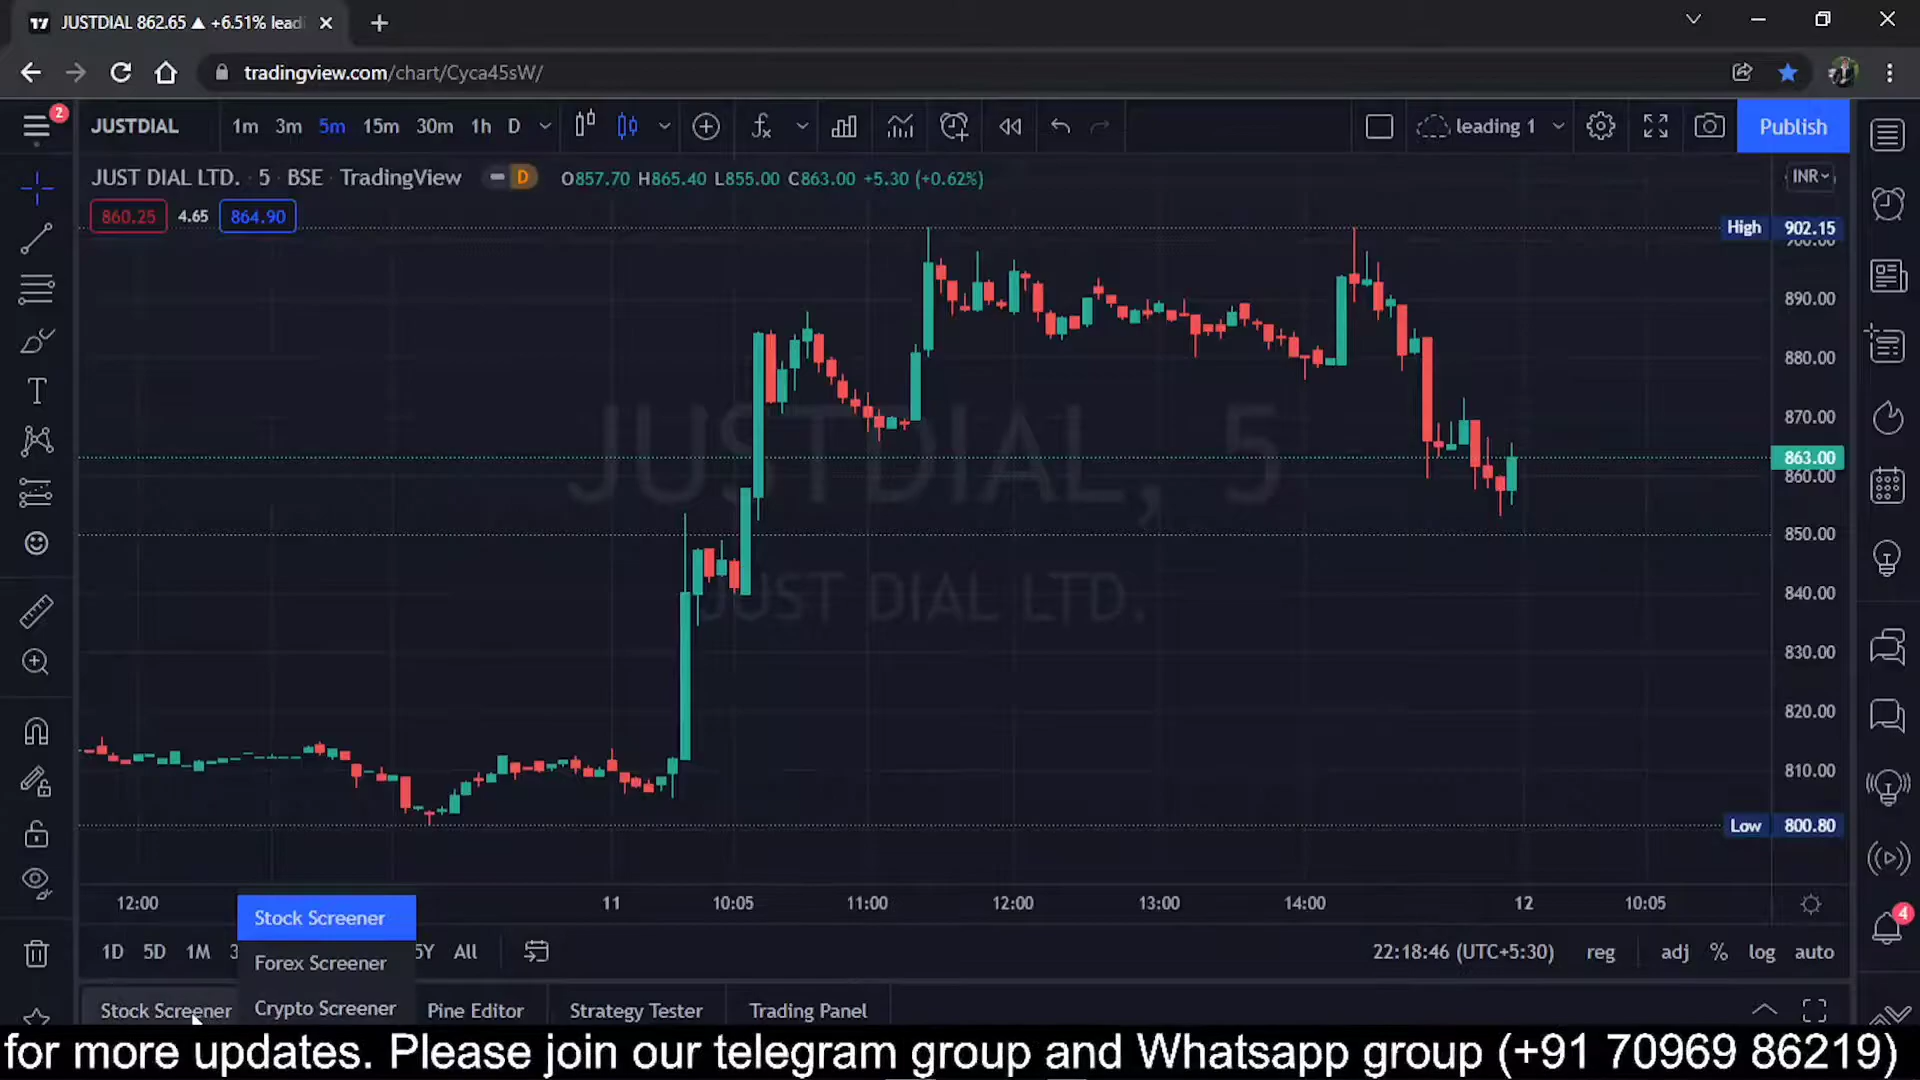 JUSTDIAL 862.65 ▲ +6.51% lead
tradingview.com/chart/Cyca45sW/
2
JUSTDIAL 1m 3m 5m 15m 30m 1h D leading 1 Publish
JUST DIAL LTD. · 5 · BSE · TradingView D O857.70 H865.40 L855.00 C863.00 +5.30 (+0.62%) INR
860.25 4.65 864.90
High 902.15
900.00
890.00
880.00
870.00
863.00
860.00
850.00
840.00
830.00
820.00
810.00
Low 800.80
JUSTDIAL, 5
JUST DIAL LTD.
12:00 11 10:05 11:00 12:00 13:00 14:00 12 10:05
4
Stock Screener
Forex Screener
Crypto Screener
1D 5D 1M 3 5Y All 22:18:46 (UTC+5:30) reg adj % log auto
Stock Screener Pine Editor Strategy Tester Trading Panel
for more updates. Please join our telegram group and Whatsapp group (+91 70969 86219)